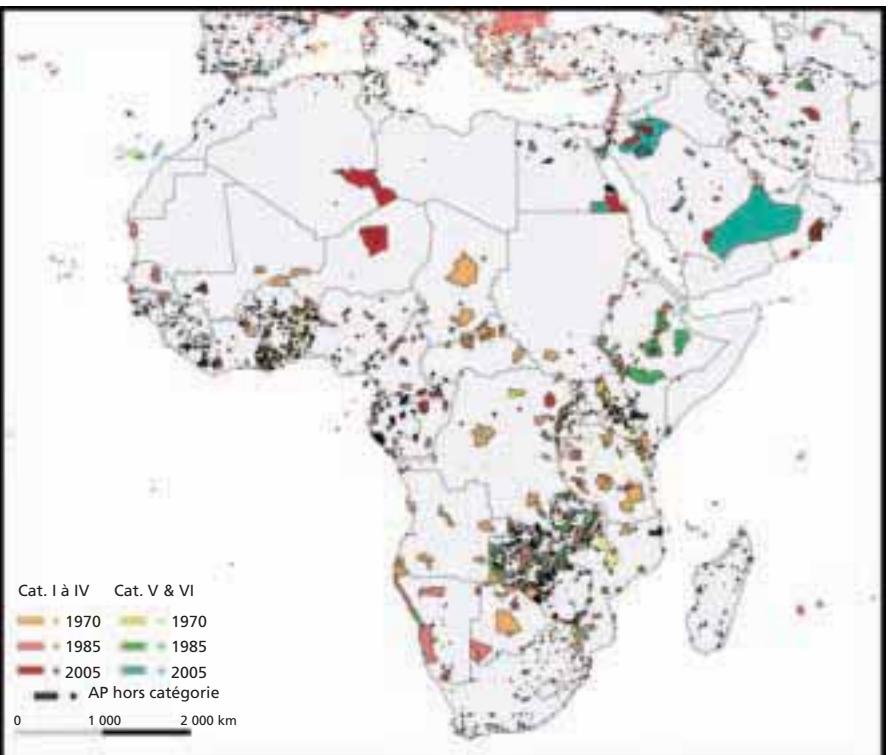 Cat. I à IV Cat. V & VI
1970 1970
1985 1985
2005 2005
AP hors catégorie
0 1 000 2 000 km